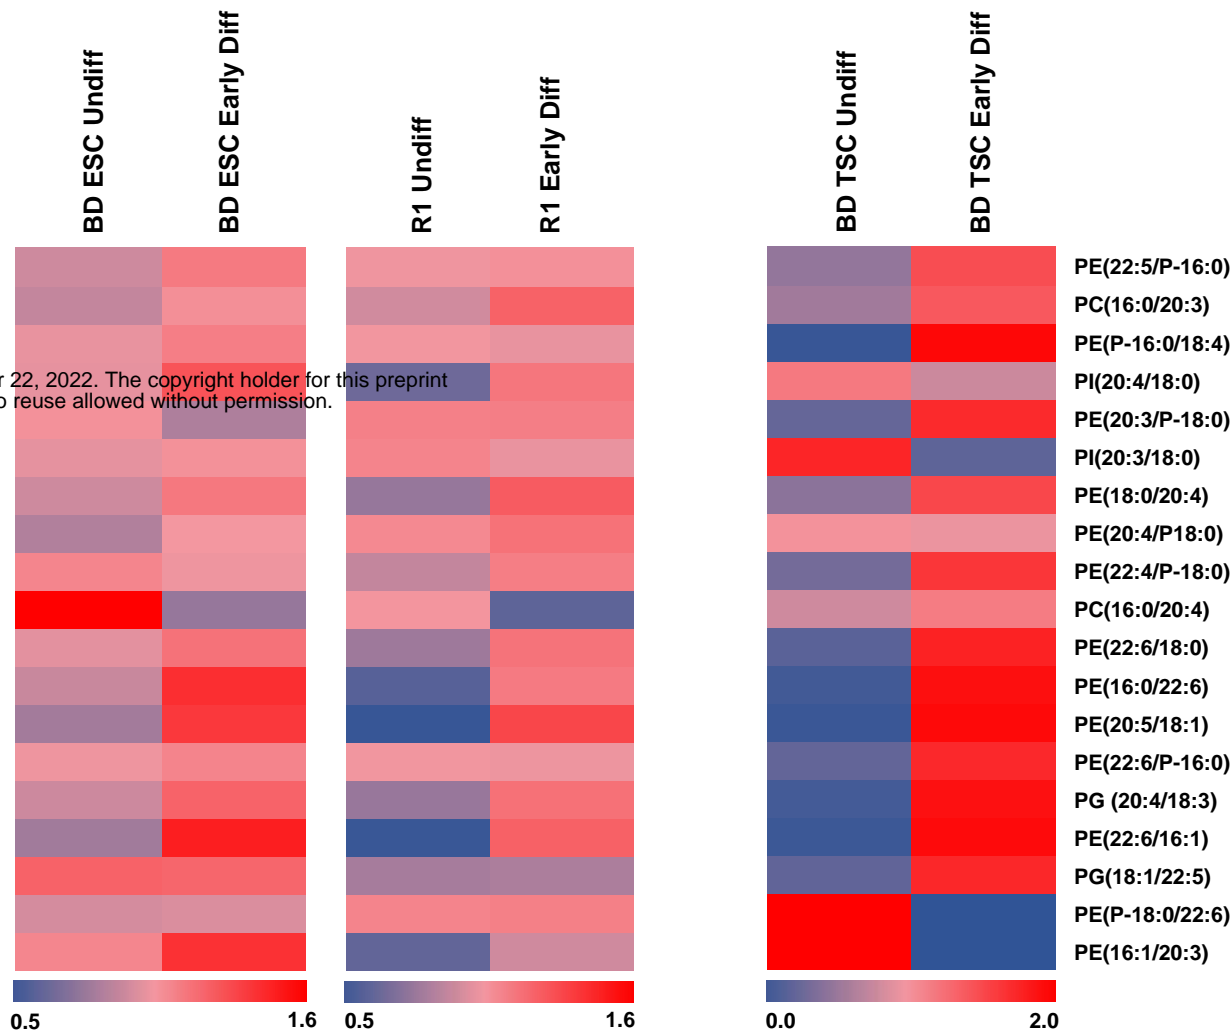 BD ESC Undiff
BD ESC Early Diff
R1 Undiff
R1 Early Diff
BD TSC Undiff
BD TSC Early Diff
PE(22:5/P-16:0)
PC(16:0/20:3)
PE(P-16:0/18:4)
r 22, 2022. The copyright holder for this preprint
o reuse allowed without permission.
PI(20:4/18:0)
PE(20:3/P-18:0)
PI(20:3/18:0)
PE(18:0/20:4)
PE(20:4/P18:0)
PE(22:4/P-18:0)
PC(16:0/20:4)
PE(22:6/18:0)
PE(16:0/22:6)
PE(20:5/18:1)
PE(22:6/P-16:0)
PG (20:4/18:3)
PE(22:6/16:1)
PG(18:1/22:5)
PE(P-18:0/22:6)
PE(16:1/20:3)
0.5 1.6
0.5 1.6
0.0 2.0